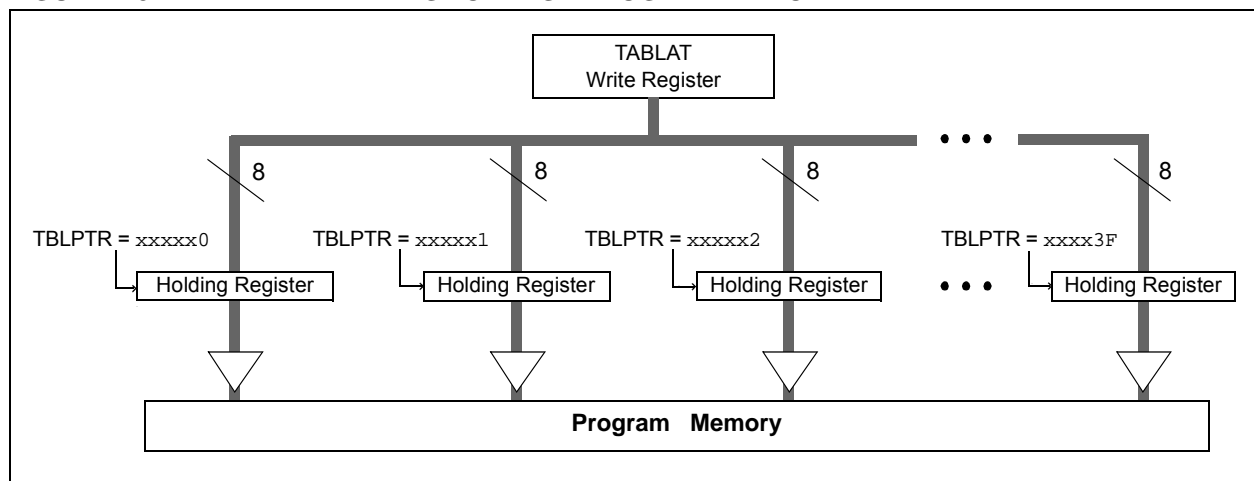 TABLAT
Write Register
• • •
8
8
8
8
TBLPTR = xxxxx0
TBLPTR = xxxxx1
TBLPTR = xxxxx2
TBLPTR = xxxx3F
Holding Register
Holding Register
Holding Register
• • •
Holding Register
Program Memory